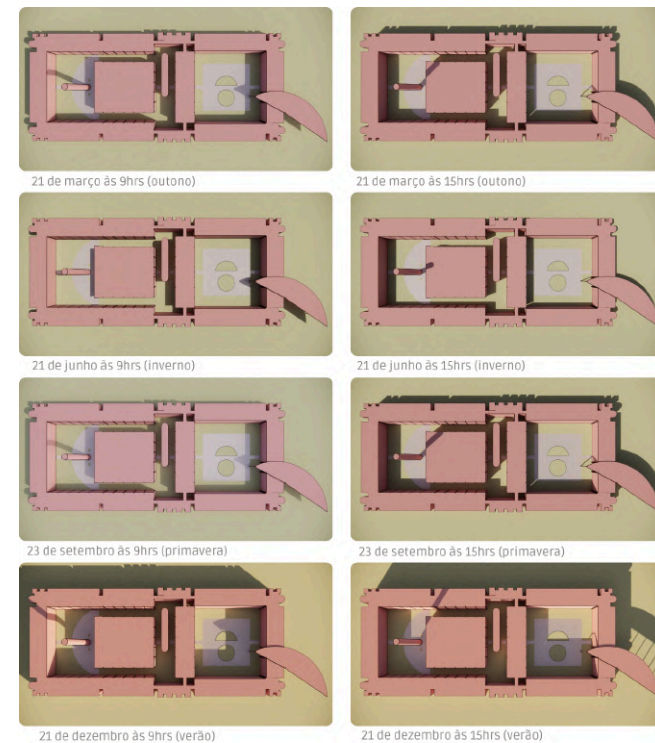 21 de março às 9hrs (outono)
21 de março às 15hrs (outono)
21 de junho às 9hrs (inverno)
21 de junho às 15hrs (inverno)
23 de setembro às 9hrs (primavera)
23 de setembro às 15hrs (primavera)
21 de dezembro às 9hrs (verão)
21 de dezembro às 15hrs (verão)